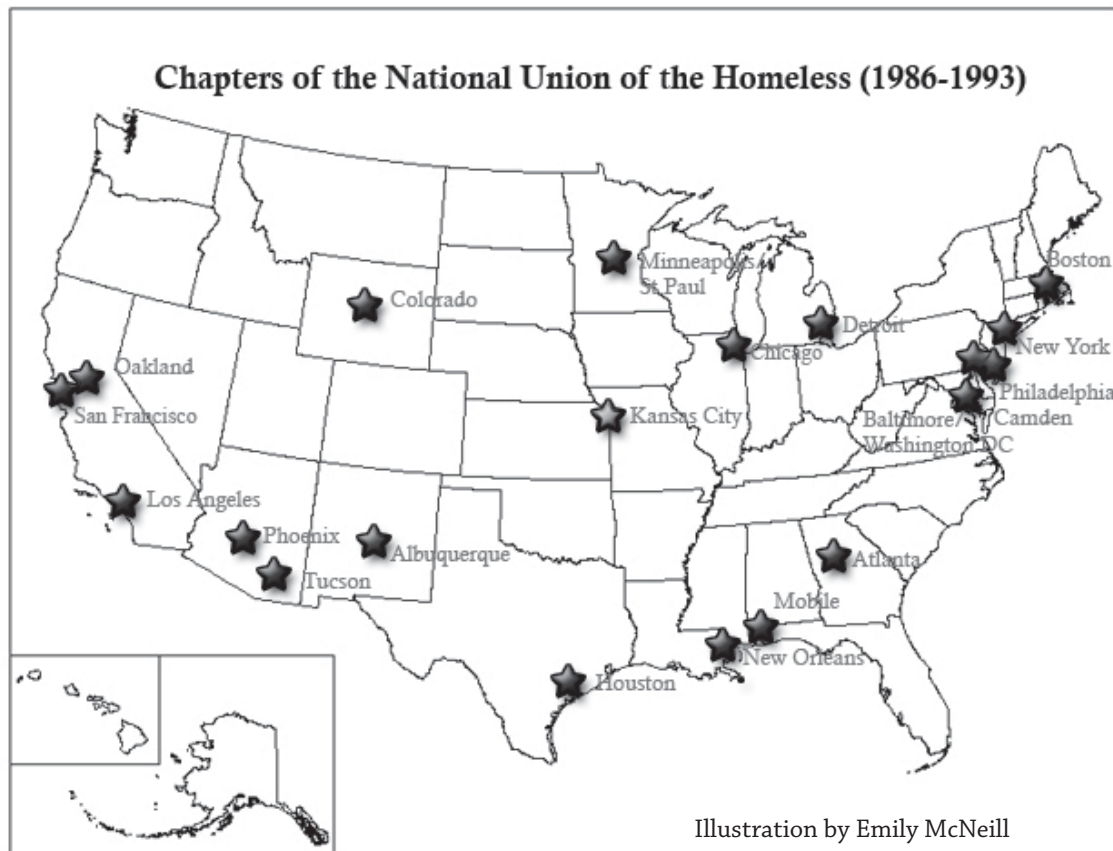 Chapters of the National Union of the Homeless (1986-1993)
Boston
Minneapolis/
St.Paul
Colorado
Detroit
New York
Chicago
Oakland
San Francisco
Philadelphia
Camden
Kansas City
Baltimore/
Washington DC
Los Angeles
Phoenix
Albuquerque
Tucson
Atlanta
Mobile
New Orleans
Houston
Illustration by Emily McNeill